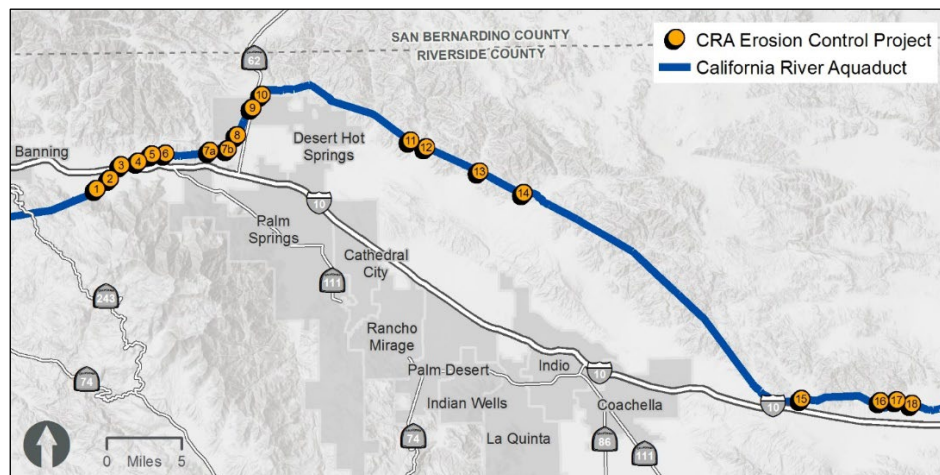 SAN BERNARDINO COUNTY
RIVERSIDE COUNTY
CRA Erosion Control Project
California River Aquaduct
62
10
9
8
7a
7b
6
5
4
3
2
1
Banning
Desert Hot
Springs
11
12
13
14
10
Palm
Springs
Cathedral
City
111
243
74
Rancho
Mirage
Palm Desert
Indio
10
Indian Wells
Coachella
La Quinta
74
86
111
10
15
16
17
18
0 Miles 5